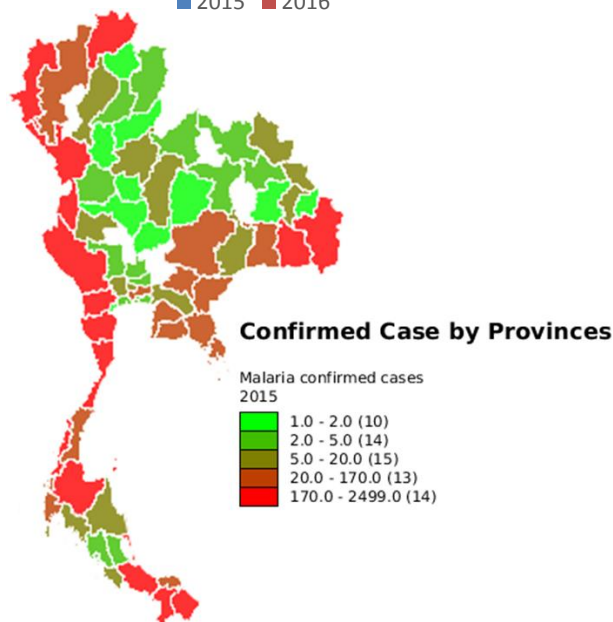 2015 2016
Confirmed Case by Provinces
Malaria confirmed cases
2015
1.0 - 2.0 (10)
2.0 - 5.0 (14)
5.0 - 20.0 (15)
20.0 - 170.0 (13)
170.0 - 2499.0 (14)